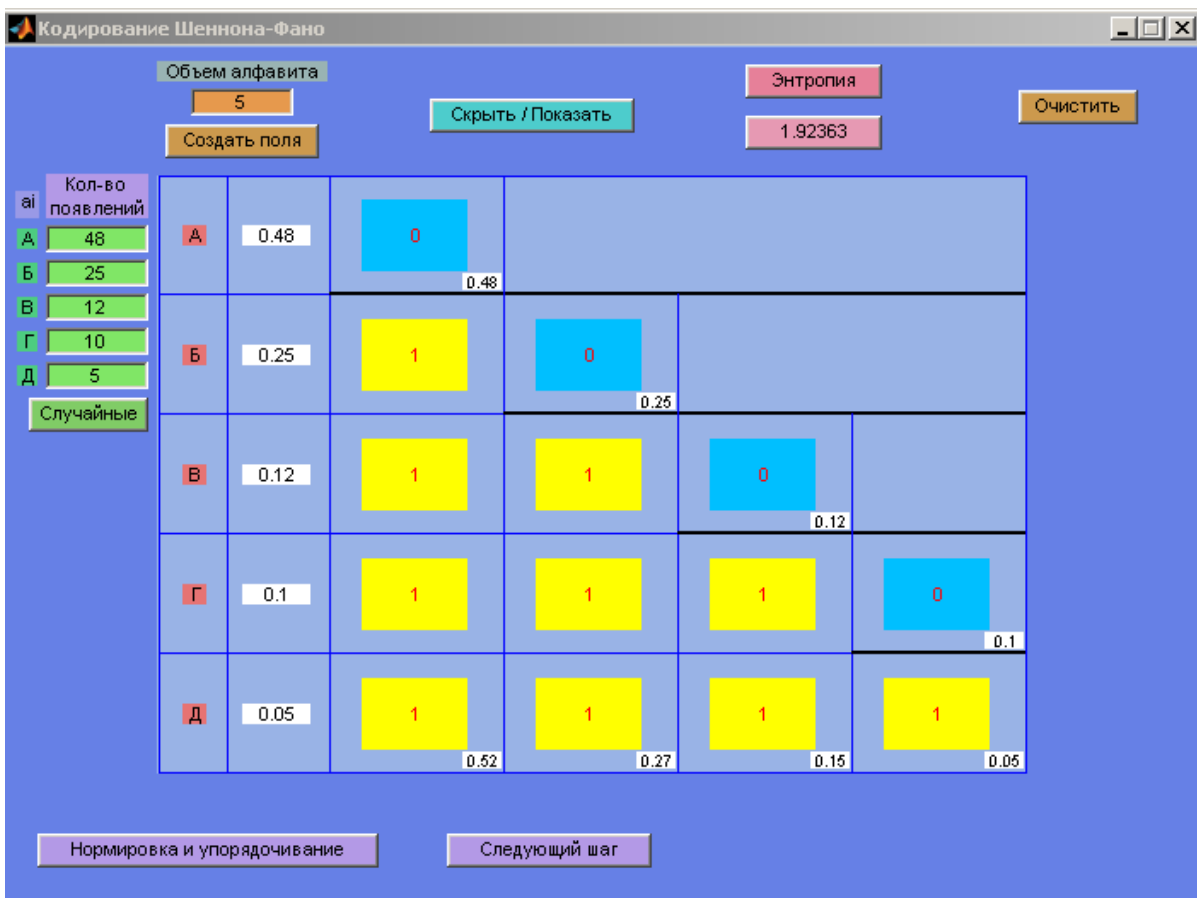 Кодирование Шеннона-Фано
Объем алфавита
5
Создать поля
Скрыть / Показать
Энтропия
1.92363
Очистить
ai
Кол-во
появлений
А 48
Б 25
В 12
Г 10
Д 5
Случайные
А 0.48 0
0.48
Б 0.25 1 0
0.25
В 0.12 1 1 0
0.12
Г 0.1 1 1 1 0
0.1
Д 0.05 1 1 1 1
0.52 0.27 0.15 0.05
Нормировка и упорядочивание
Следующий шаг